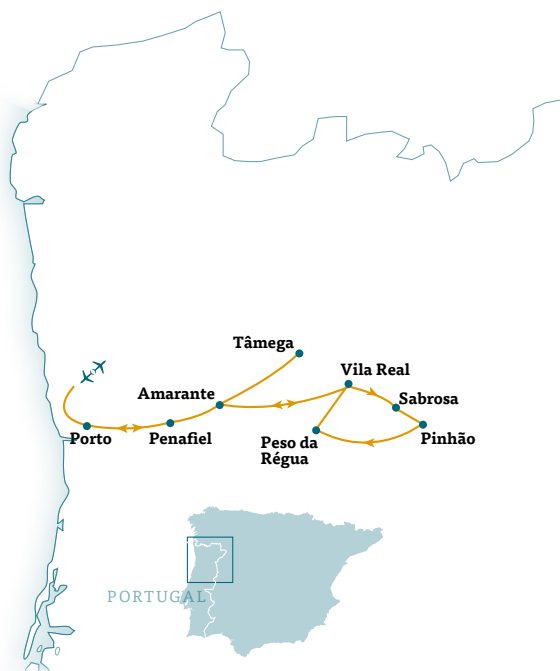 Tâmega
Vila Real
Amarante
Sabrosa
Porto
Penafiel
Peso da
Régua
Pinhão
PORTUGAL